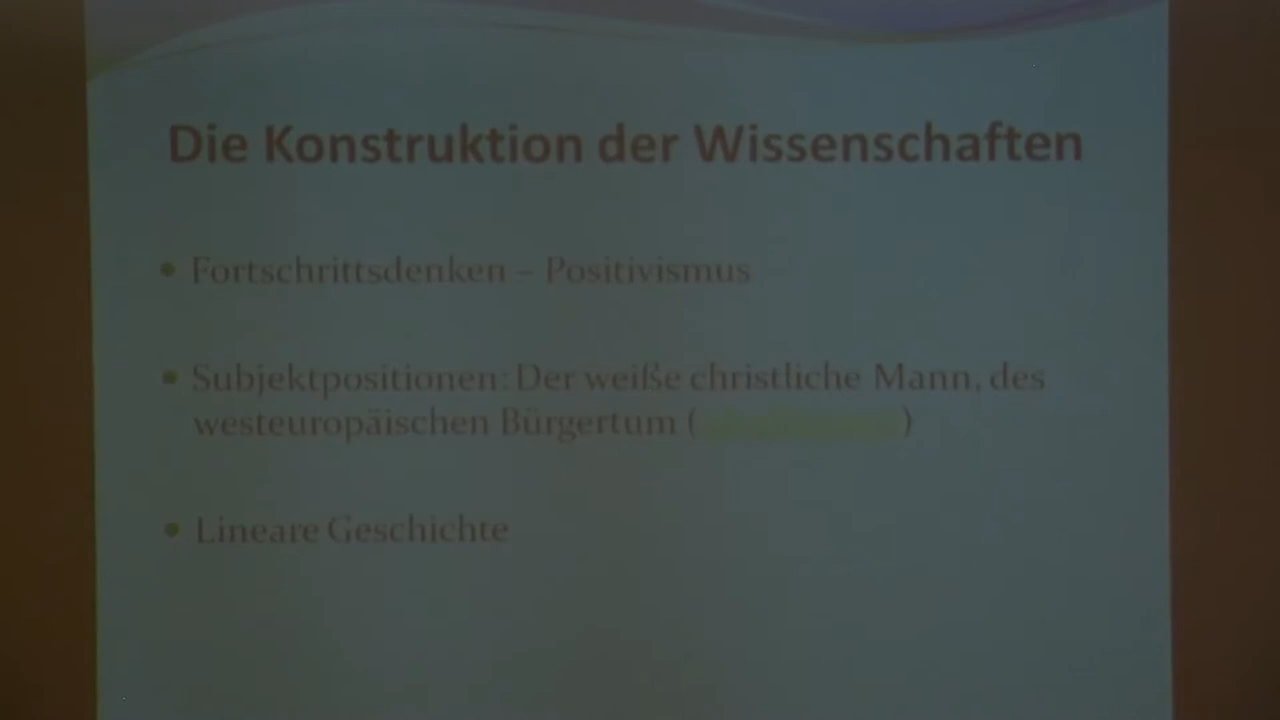 Die Konstruktion der Wissenschaften
• Fortschrittsdenken – Positivismus
• Subjektpositionen: Der weiße christliche Mann, des
westeuropäischen Bürgertum ( )
• Lineare Geschichte